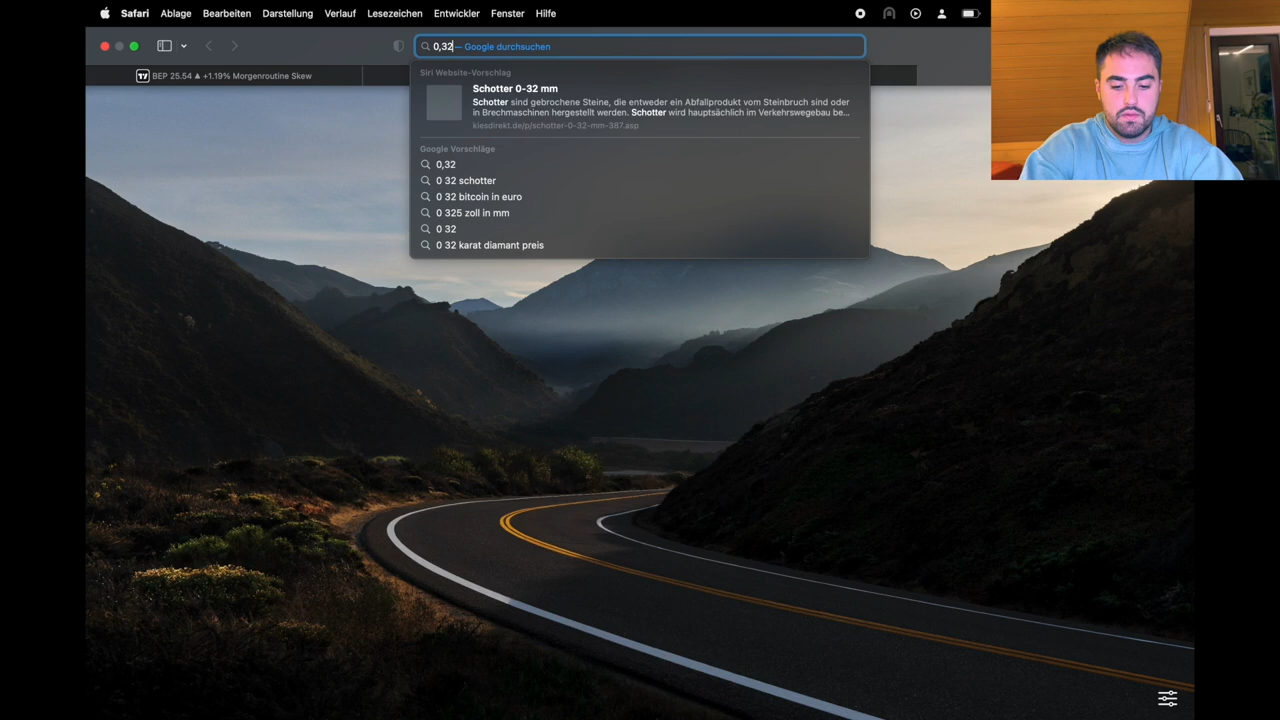 Safari Ablage Bearbeiten Darstellung Verlauf Lesezeichen Entwickler Fenster Hilfe
0,32 — Google durchsuchen
BEP 25.54 ▲ +1.19% Morgenroutine Skew
Siri Website-Vorschlag
Schotter 0-32 mm
Schotter sind gebrochene Steine, die entweder ein Abfallprodukt vom Steinbruch sind oder
in Brechmaschinen hergestellt werden. Schotter wird hauptsächlich im Verkehrswegebau be...
kiesdirekt.de/p/schotter-0-32-mm-387.asp
Google Vorschläge
0,32
0 32 schotter
0 32 bitcoin in euro
0 325 zoll in mm
0 32
0 32 karat diamant preis